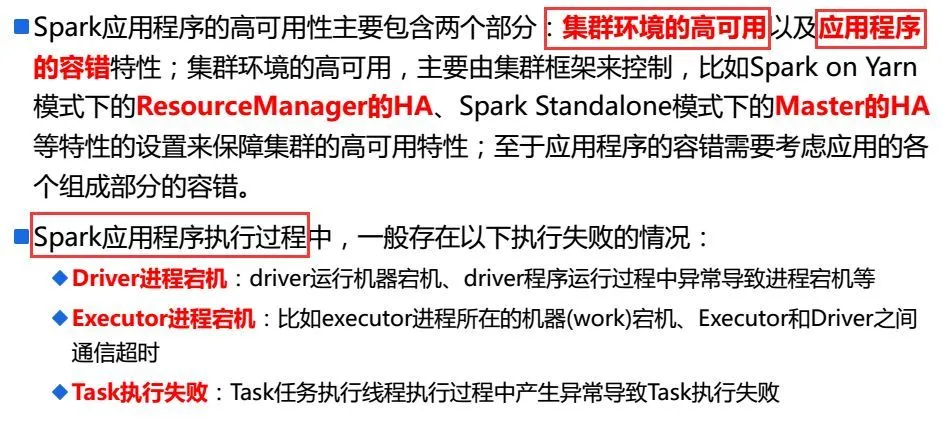 Spark应用程序的高可用性主要包含两个部分：集群环境的高可用以及应用程序
的容错特性；集群环境的高可用，主要由集群框架来控制，比如Spark on Yarn
模式下的ResourceManager的HA、Spark Standalone模式下的Master的HA
等特性的设置来保障集群的高可用特性；至于应用程序的容错需要考虑应用的各
个组成部分的容错。
Spark应用程序执行过程中，一般存在以下执行失败的情况：
Driver进程宕机：driver运行机器宕机、driver程序运行过程中异常导致进程宕机等
Executor进程宕机：比如executor进程所在的机器(work)宕机、Executor和Driver之间
通信超时
Task执行失败：Task任务执行线程执行过程中产生异常导致Task执行失败